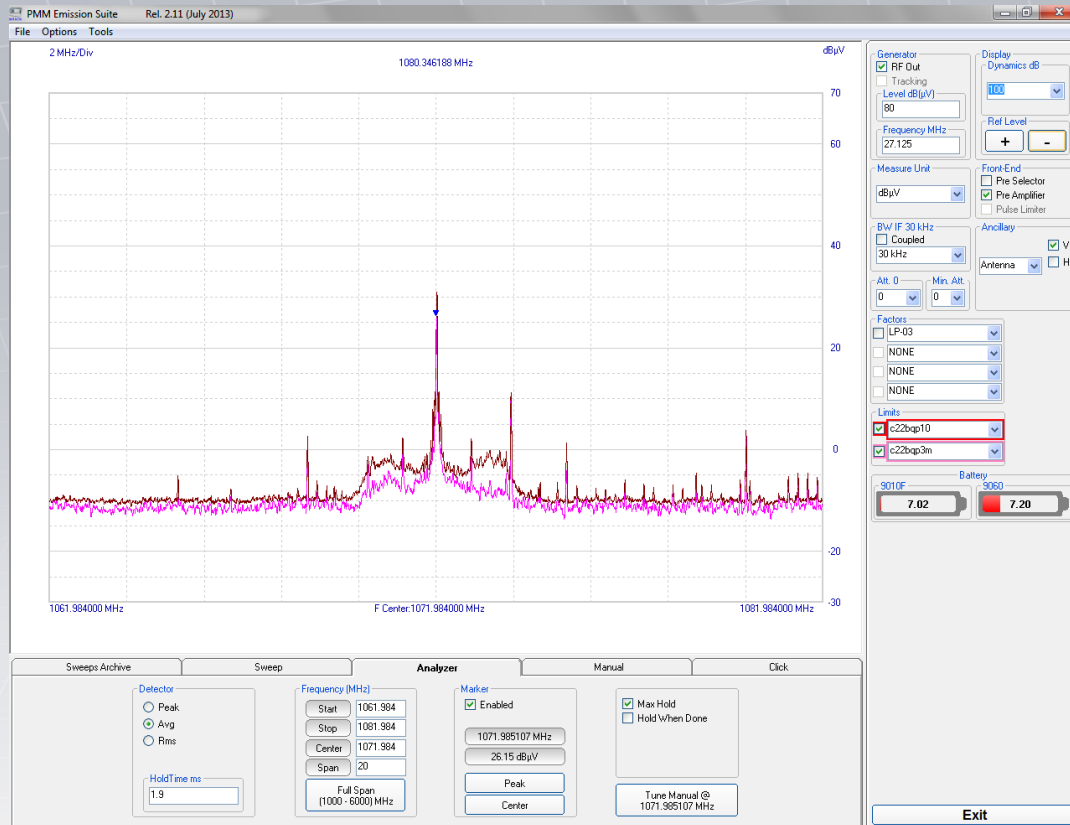 PMM Emission Suite Rel. 2.11 (July 2013)
File Options Tools
2 MHz/Div
1080.346188 MHz
dBµV
70
60
40
20
0
-20
-30
1061.984000 MHz
F Center:1071.984000 MHz
1081.984000 MHz
Generator
RF Out
Tracking
Level dB(µV)
80
Frequency MHz
27.125
Display
Dynamics dB
100
Ref Level
+
-
Measure Unit
dBµV
Front-End
Pre Selector
Pre Amplifier
Pulse Limiter
BW IF 30 kHz
Coupled
30 kHz
Ancillary
V
H
Antenna
Att. 0
0
Min. Att.
0
Factors
LP-03
NONE
NONE
NONE
Limits
c22bqp10
c22bqp3m
Battery
9010F
7.02
9060
7.20
Sweeps Archive
Sweep
Analyzer
Manual
Click
Detector
Peak
Avg
Rms
HoldTime ms
1.9
Frequency (MHz)
Start 1061.984
Stop 1081.984
Center 1071.984
Span 20
Full Span
(1000 - 6000) MHz
Marker
Enabled
1071.985107 MHz
26.15 dBµV
Peak
Center
Max Hold
Hold When Done
Tune Manual @
1071.985107 MHz
Exit